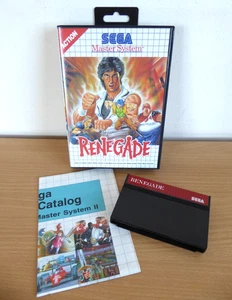 ACTION
SEGA
Master System
RENEGADE
ga
Catalog
Master System II
RENEGADE
SEGA